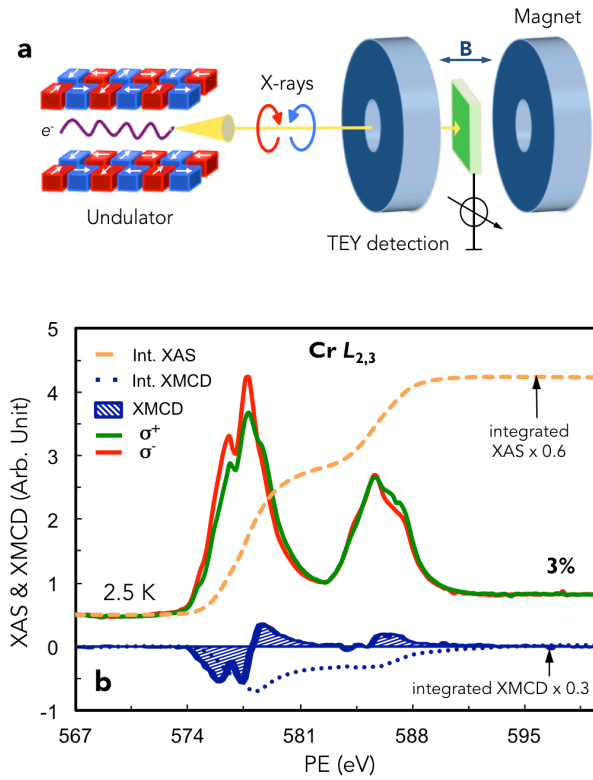 a
Magnet
B
X-rays
e-
Undulator
TEY detection
5
4
3
2
1
0
-1
XAS & XMCD (Arb. Unit)
Int. XAS
Int. XMCD
XMCD
σ+
σ-
Cr L2,3
integrated
XAS x 0.6
2.5 K
3%
b
integrated XMCD x 0.3
567
574
581
588
595
PE (eV)